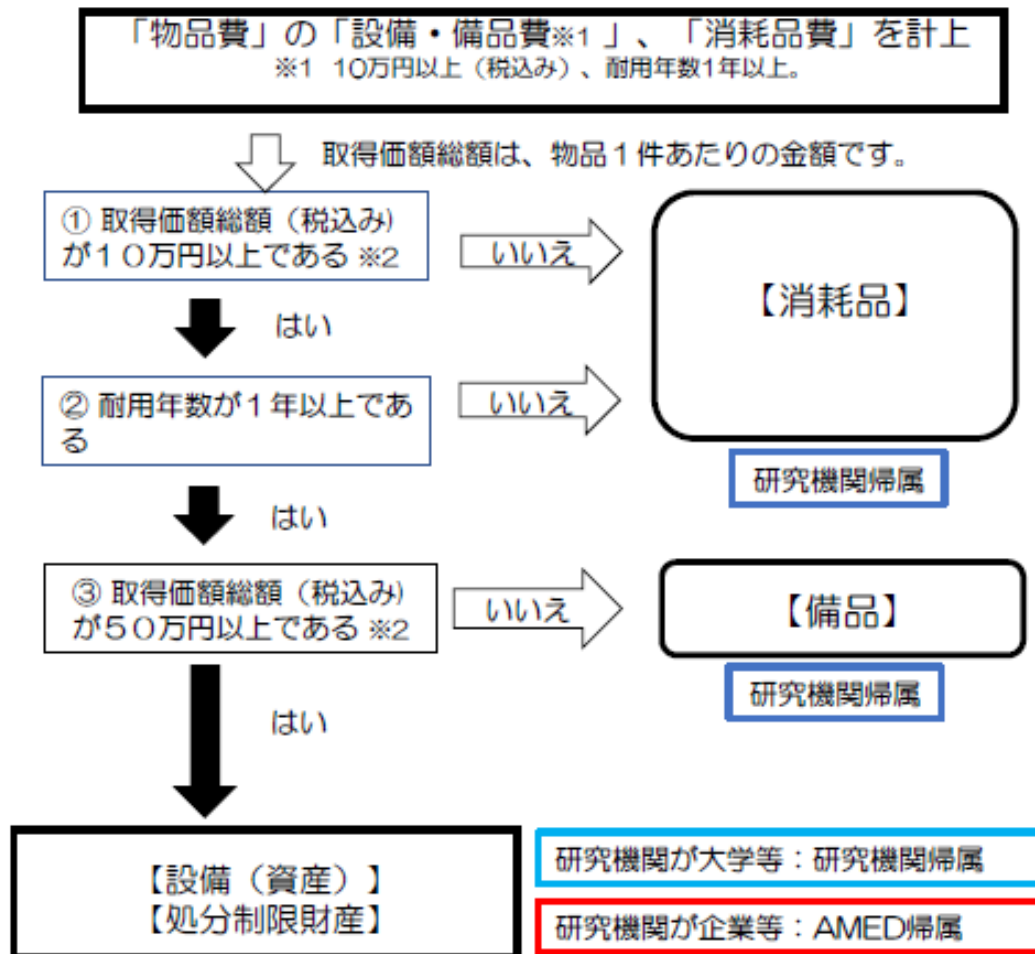 「物品費」の「設備・備品費※1 」、「消耗品費」を計上
※1 10万円以上（税込み）、耐用年数1年以上。
取得価額総額は、物品１件あたりの金額です。
① 取得価額総額（税込み）
が１０万円以上である ※2
いいえ
【消耗品】
はい
② 耐用年数が１年以上であ
る
いいえ
研究機関帰属
はい
③ 取得価額総額（税込み）
が５０万円以上である ※2
いいえ
【備品】
研究機関帰属
はい
【設備（資産）】
【処分制限財産】
研究機関が大学等：研究機関帰属
研究機関が企業等：AMED帰属